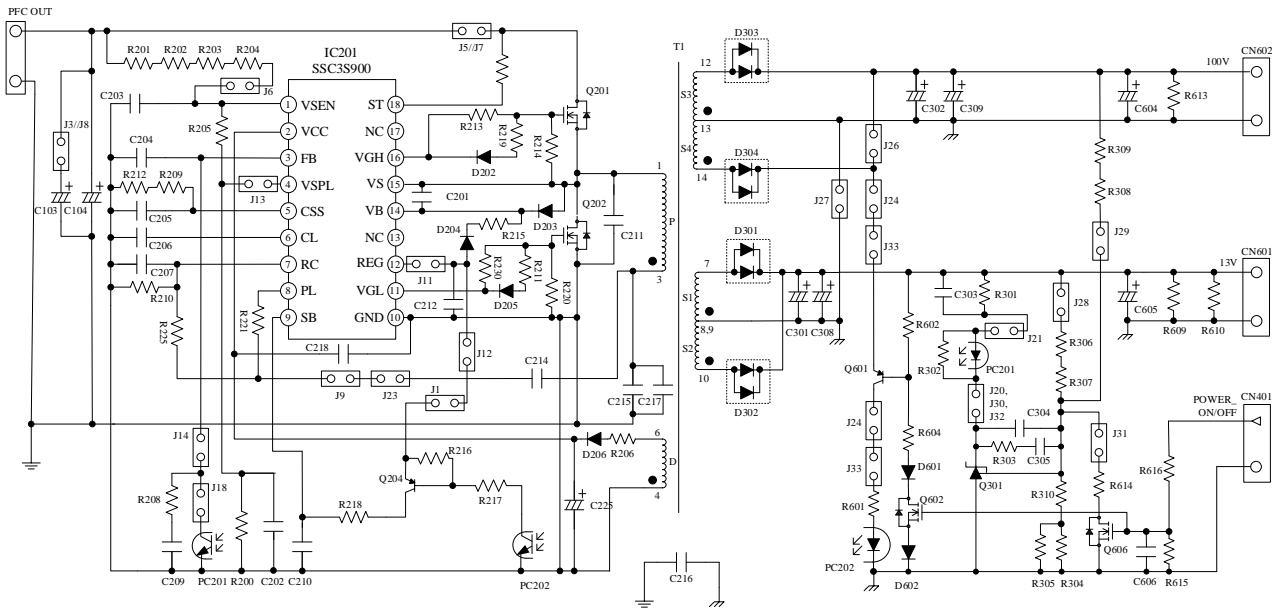 PFC OUT
R201 R202 R203 R204
J6
J5//J7
IC201
SSC3S900
1 VSEN
2 VCC
3 FB
4 VSPL
5 CSS
6 CL
7 RC
8 PL
9 SB
ST 18
NC 17
VGH 16
VS 15
VB 14
NC 13
REG 12
VGL 11
GND 10
C203
R205
J3//J8
C204
R212 R209
J13
C103 C104
C205
C206
C207
R210
R225
R221
C218
J9
J23
C214
Q201
R213
R219
R214
D202
C201
Q202
D204
D203
R215
C211
J11
R230
R211
R220
C212
D205
J12
J1
C215 C217
J14
J18
R208
C209
PC201
R200
C202
C210
R218
Q204
R216
R217
PC202
D206 R206
C225
T1
1
P
3
6
D
4
12
S3
13
S4
14
7
S1
8,9
S2
10
D303
D304
D301
D302
C216
J26
J27
J24
J33
C302 C309
C604
R613
100V
CN602
R309
R308
J29
13V
CN601
C301 C308
R602
C303
R301
J28
C605
R609
R610
J21
R302
PC201
R306
R307
Q601
J20,
J30,
J32
J24
J33
R604
D601
R601
Q602
PC202
D602
C304
R303
C305
Q301
J31
R310
R614
R305 R304
Q606
C606
R615
R616
POWER_
ON/OFF
CN401